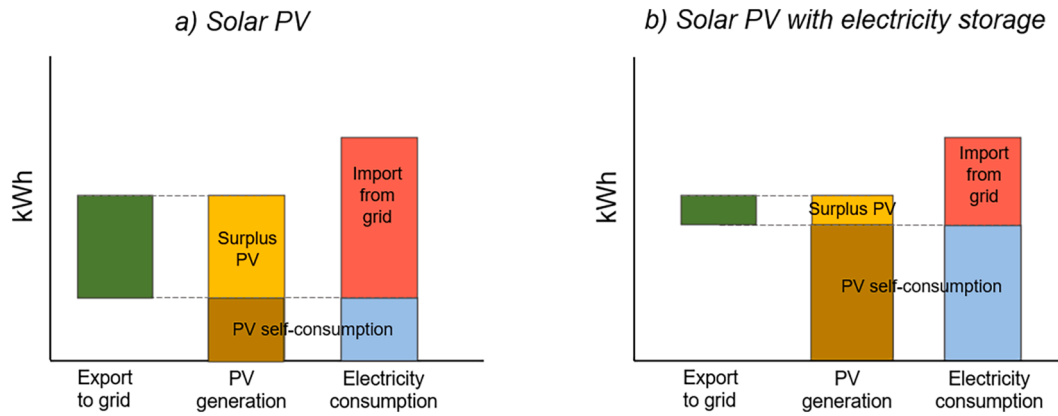 a) Solar PV
kWh
Import
from
grid
Surplus
PV
PV self-consumption
Export
to grid
PV
generation
Electricity
consumption
b) Solar PV with electricity storage
kWh
Import
from
grid
Surplus PV
PV self-consumption
Export
to grid
PV
generation
Electricity
consumption